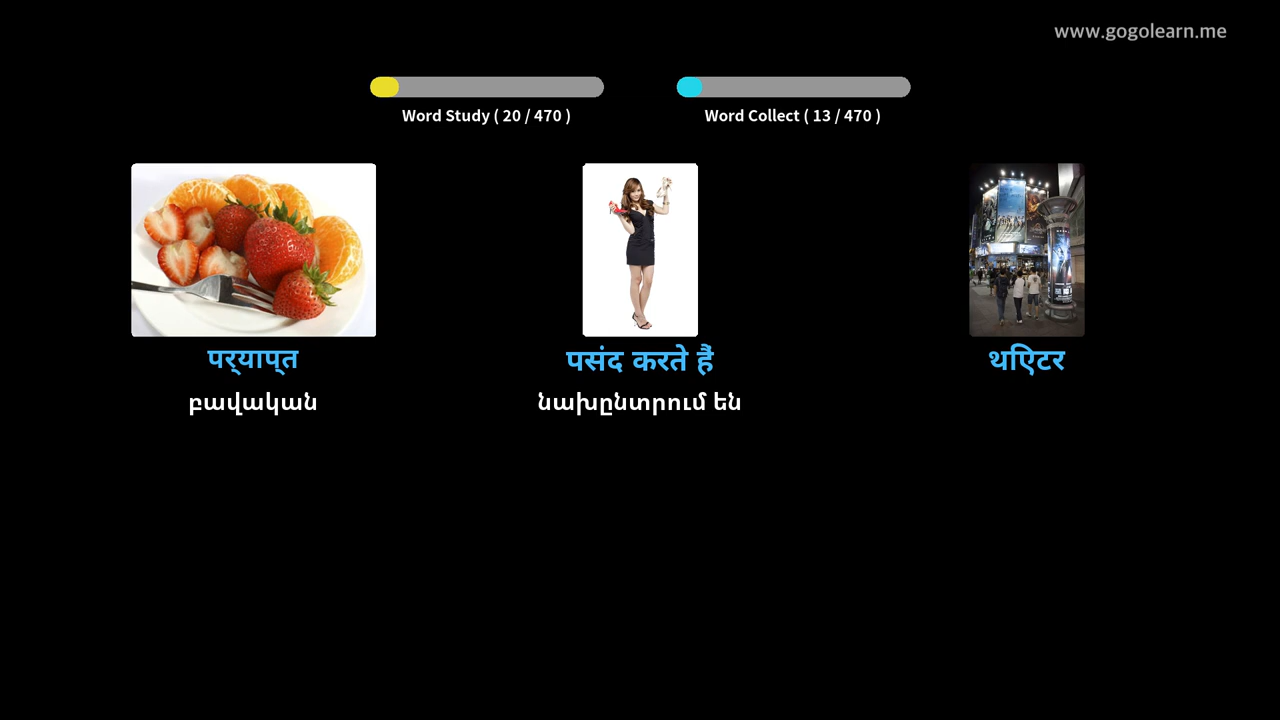 www.gogolearn.me
Word Study ( 20 / 470 )
Word Collect ( 13 / 470 )
पर्याप्त
पसंद करते हैं
थिएटर
բավական
նախընտրում են